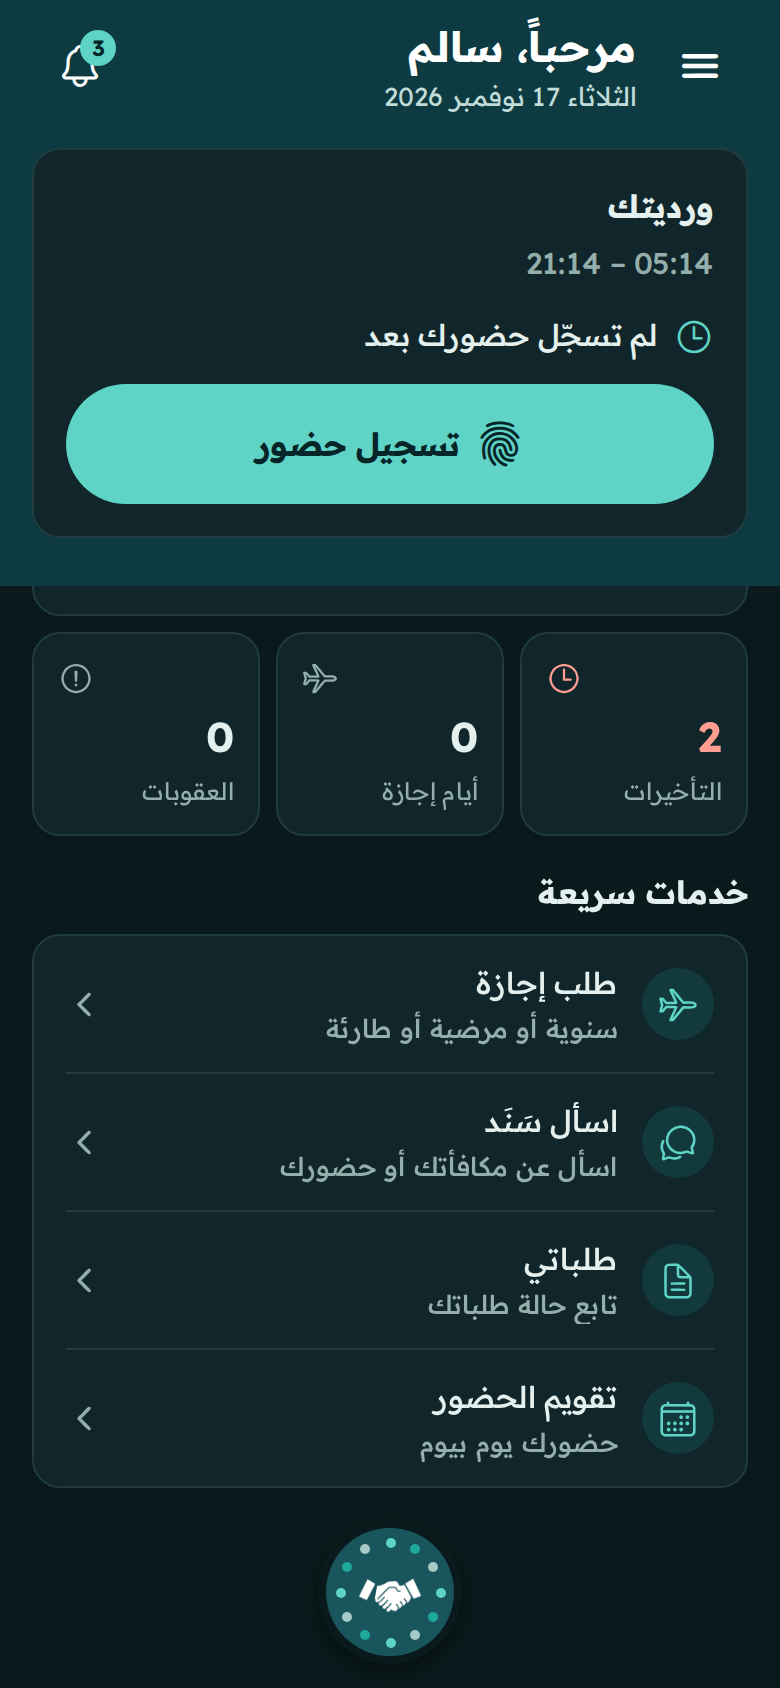 مرحباً، سالم
3
الثلاثاء 17 نوفمبر 2026
ورديتك
21:14 – 05:14
لم تسجّل حضورك بعد
تسجيل حضور
2
التأخيرات
0
أيام إجازة
0
العقوبات
خدمات سريعة
طلب إجازة
سنوية أو مرضية أو طارئة
اسأل سَنَد
اسأل عن مكافأتك أو حضورك
طلباتي
تابع حالة طلباتك
تقويم الحضور
حضورك يوم بيوم